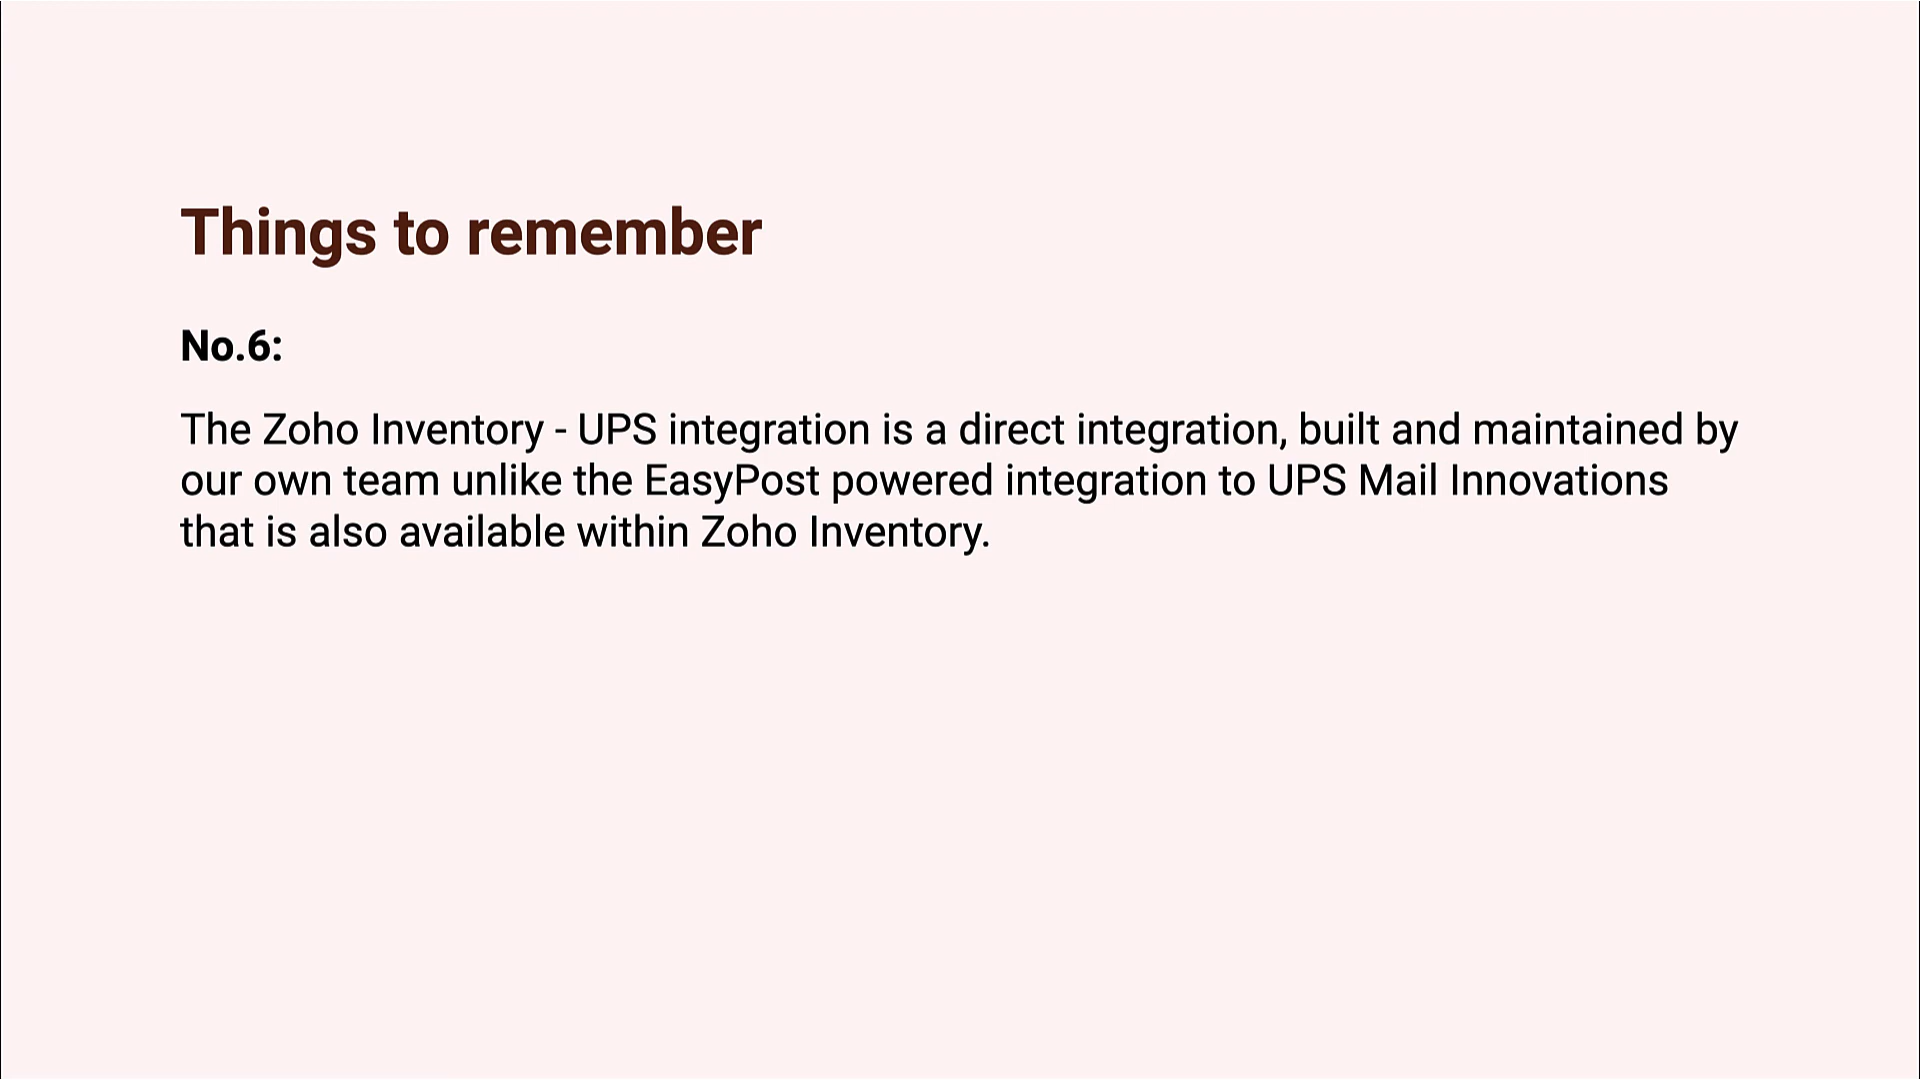 Things to remember
No.6:
The Zoho Inventory - UPS integration is a direct integration, built and maintained by
our own team unlike the EasyPost powered integration to UPS Mail Innovations
that is also available within Zoho Inventory.